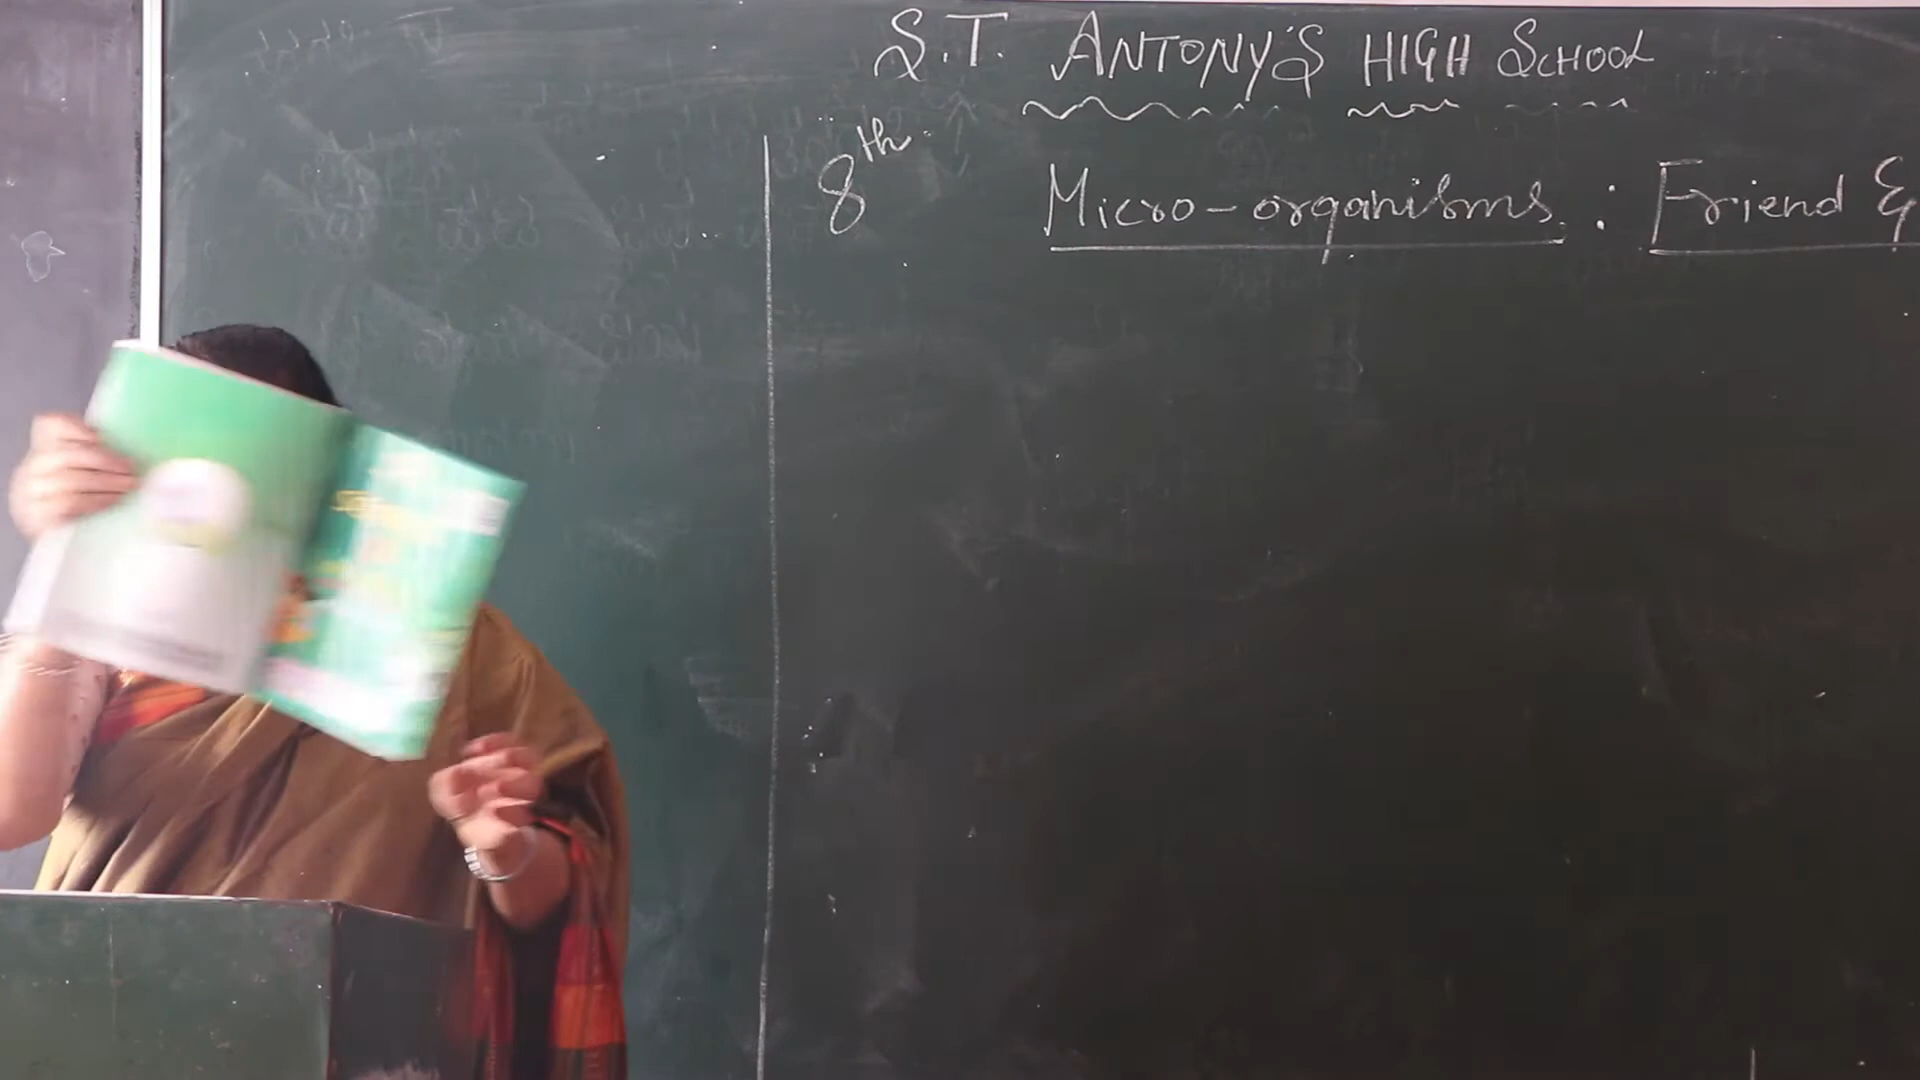 S.T. ANTONY'S HIGH SCHOOL
8th
Micro-organisms : Friend &